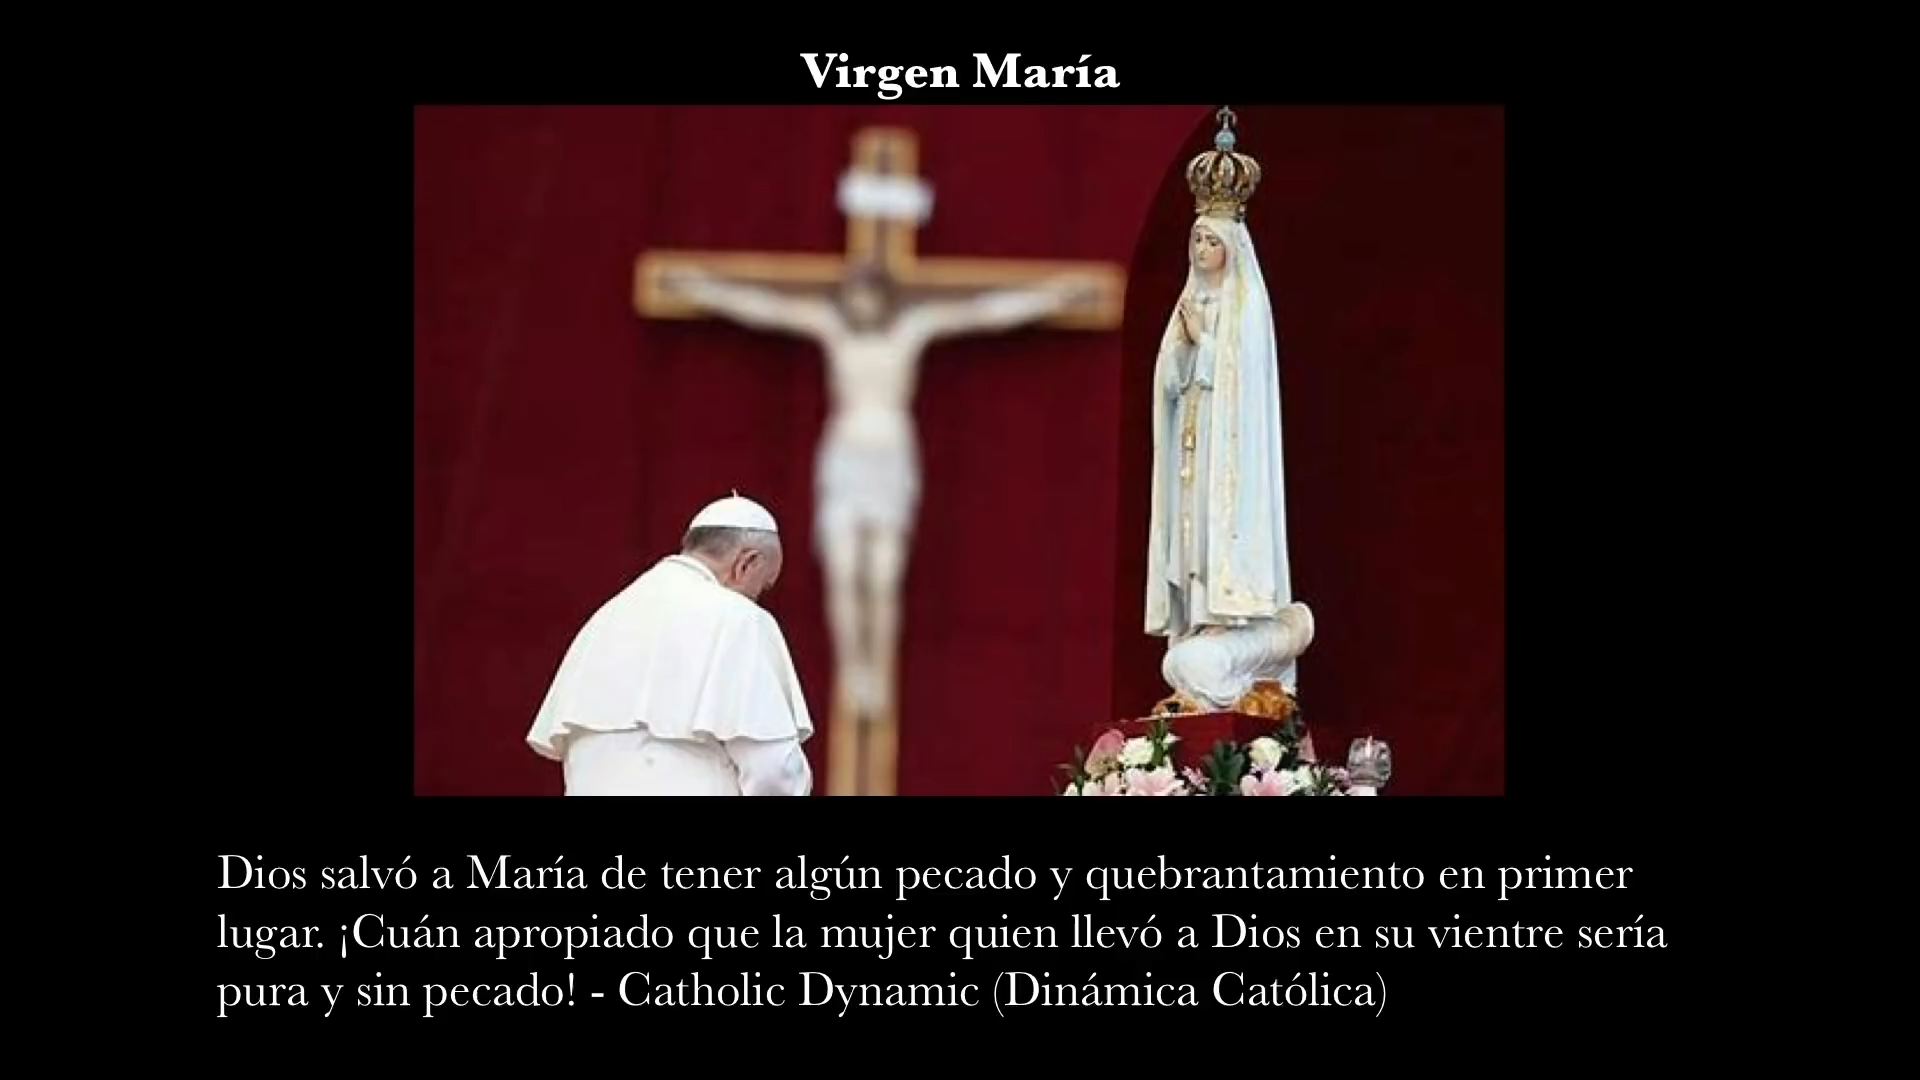 Virgen María
Dios salvó a María de tener algún pecado y quebrantamiento en primer
lugar. ¡Cuán apropiado que la mujer quien llevó a Dios en su vientre sería
pura y sin pecado! - Catholic Dynamic (Dinámica Católica)